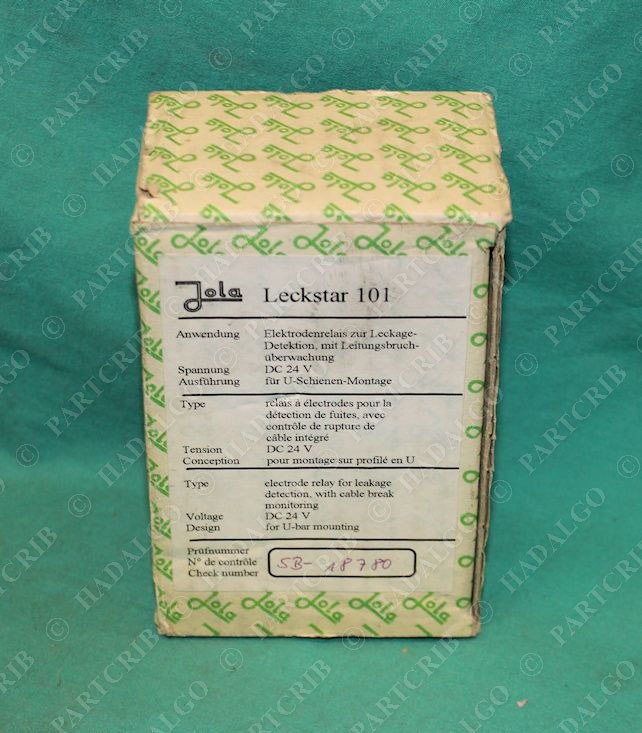 Jola Leckstar 101
Anwendung Elektrodenrelais zur Leckage-
Detektion, mit Leitungsbruch-
überwachung
Spannung DC 24 V
Ausführung für U-Schienen-Montage
Type relais à électrodes pour la
détection de fuites, avec
contrôle de rupture de
câble intégré
Tension DC 24 V
Conception pour montage sur profilé en U
Type electrode relay for leakage
detection, with cable break
monitoring
Voltage DC 24 V
Design for U-bar mounting
Prüfnummer
N° de contrôle SB- 18780
Check number
© PARTCRIB
© HADALGO